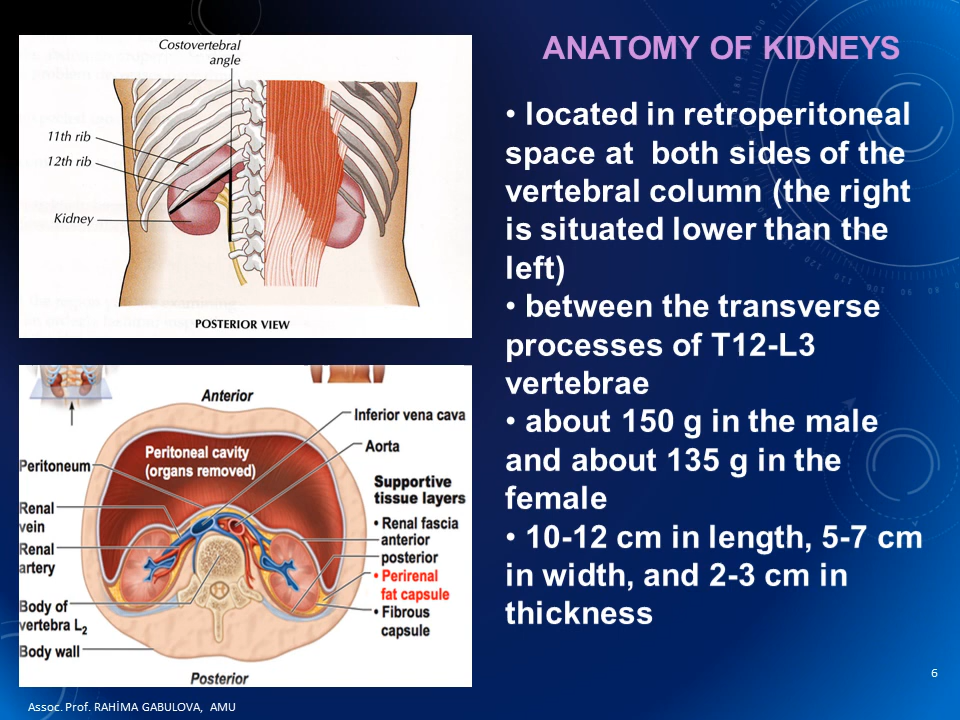 ANATOMY OF KIDNEYS
Costovertebral
angle
11th rib
12th rib
Kidney
POSTERIOR VIEW
• located in retroperitoneal
space at both sides of the
vertebral column (the right
is situated lower than the
left)
• between the transverse
processes of T12-L3
vertebrae
• about 150 g in the male
and about 135 g in the
female
• 10-12 cm in length, 5-7 cm
in width, and 2-3 cm in
thickness
Anterior
Inferior vena cava
Aorta
Peritoneal cavity
(organs removed)
Peritoneum
Supportive
tissue layers
Renal
vein
• Renal fascia
anterior
posterior
Renal
artery
• Perirenal
fat capsule
Body of
vertebra L2
• Fibrous
capsule
Body wall
Posterior
6
Assoc. Prof. RAHİMA GABULOVA, AMU